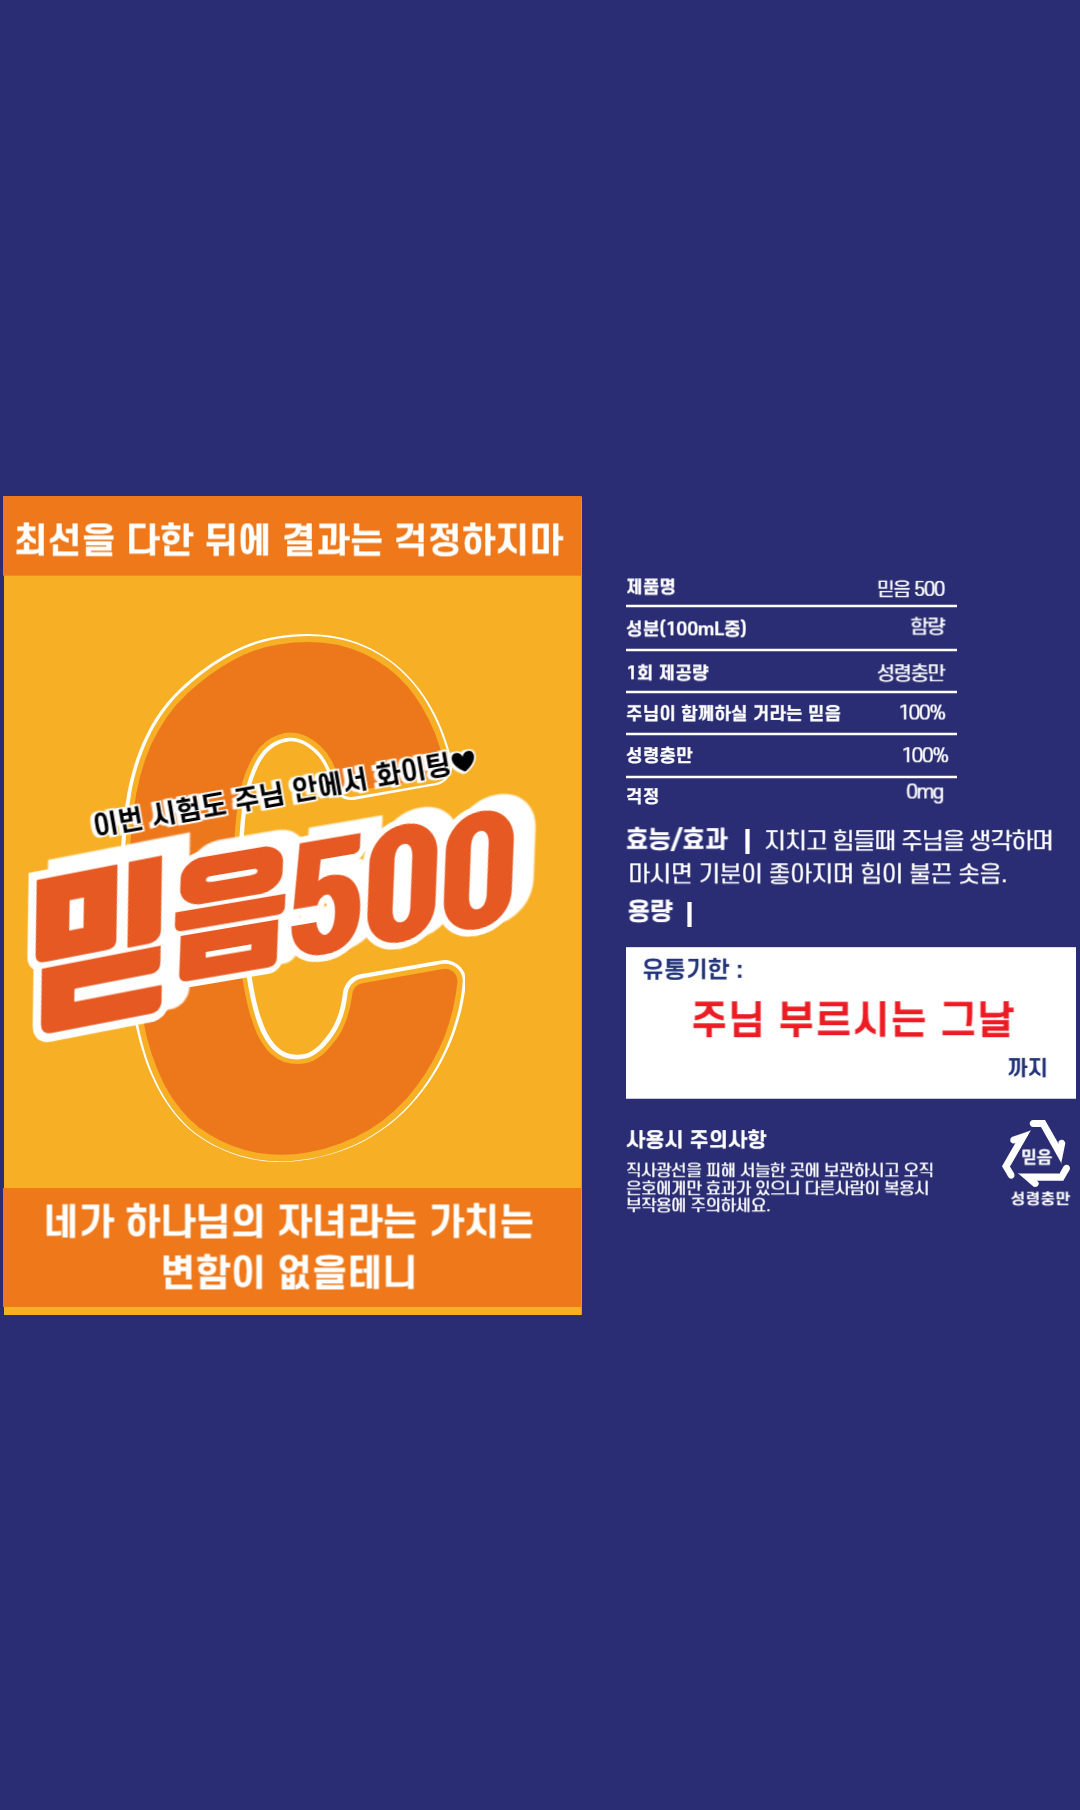 최선을 다한 뒤에 결과는 걱정하지마
이번 시험도 주님 안에서 화이팅♥
믿음500
네가 하나님의 자녀라는 가치는
변함이 없을테니
제품명 믿음 500
성분(100mL중) 함량
1회 제공량 성령충만
주님이 함께하실 거라는 믿음 100%
성령충만 100%
걱정 0mg
효능/효과 | 지치고 힘들때 주님을 생각하며
마시면 기분이 좋아지며 힘이 불끈 솟음.
용량 |
유통기한 :
주님 부르시는 그날
까지
사용시 주의사항
직사광선을 피해 서늘한 곳에 보관하시고 오직
은호에게만 효과가 있으니 다른사람이 복용시
부작용에 주의하세요.
믿음
성령충만